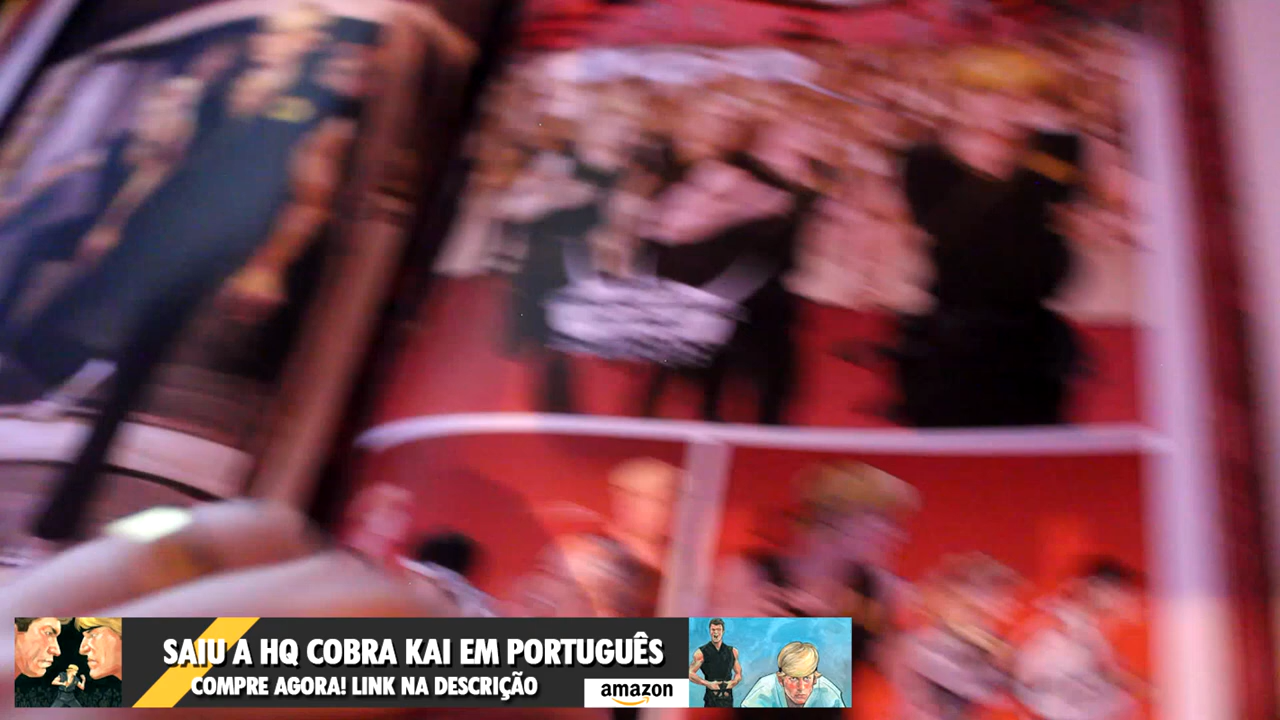 SAIU A HQ COBRA KAI EM PORTUGUÊS
COMPRE AGORA! LINK NA DESCRIÇÃO
amazon